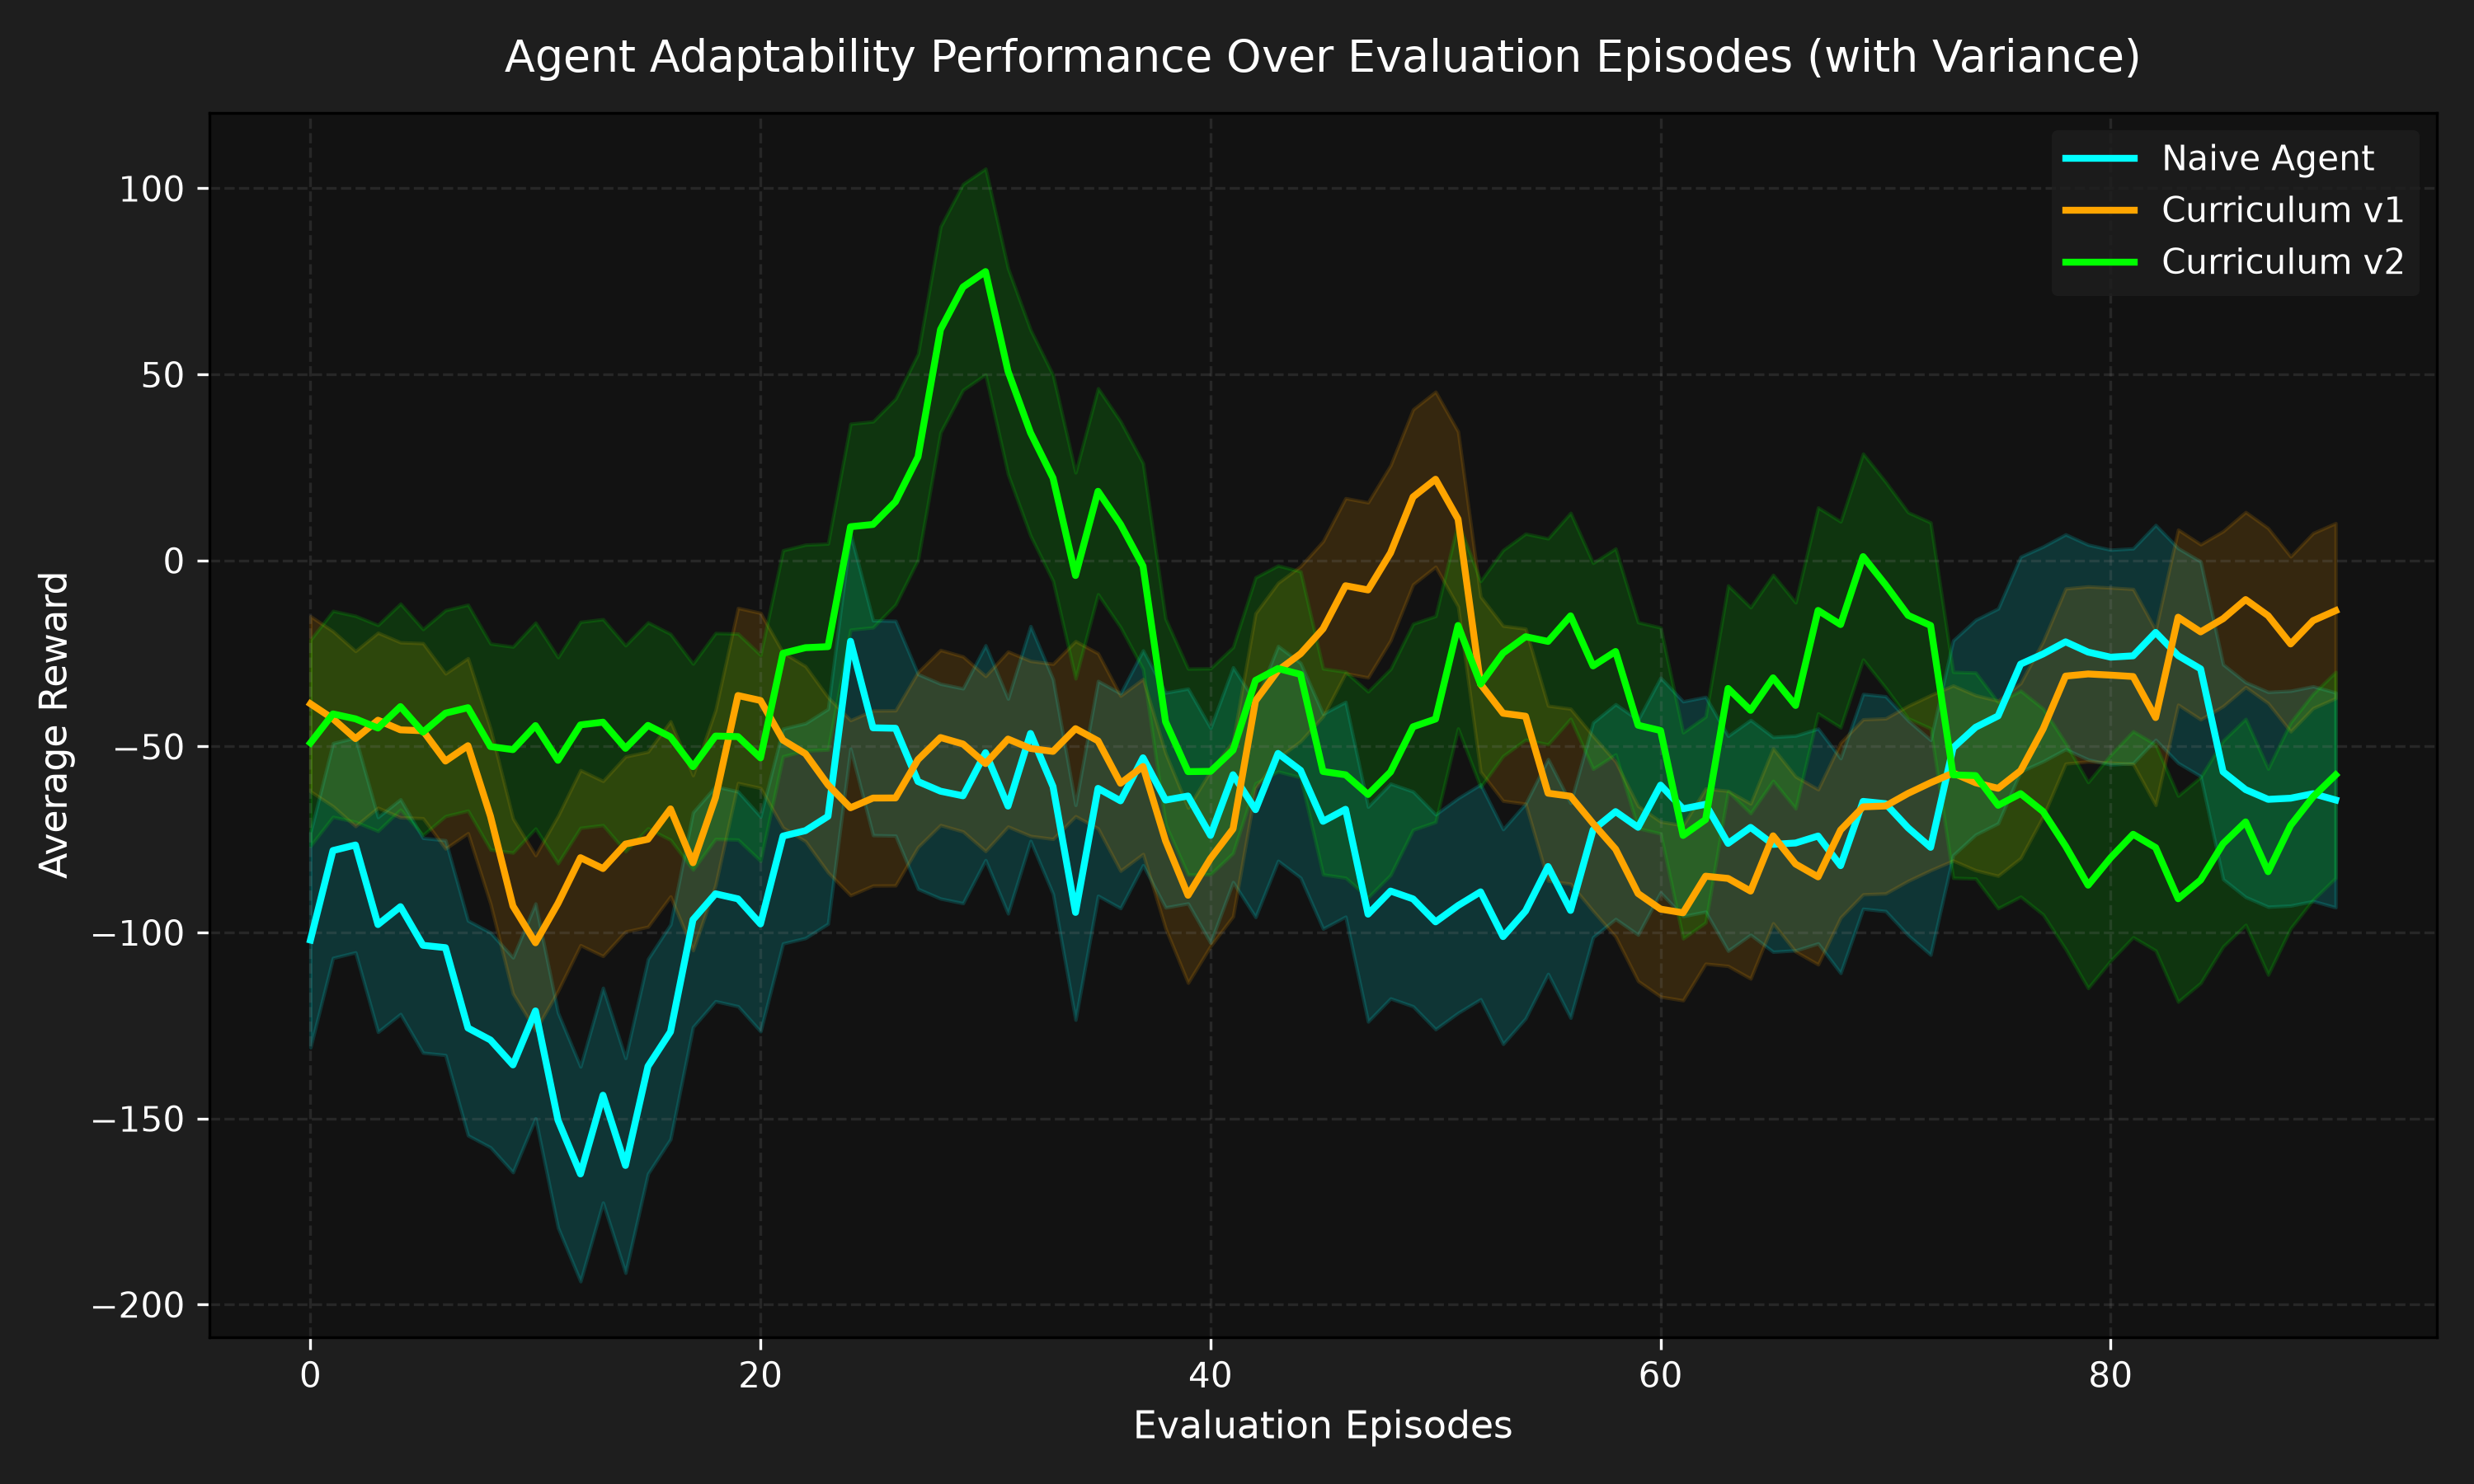 Agent Adaptability Performance Over Evaluation Episodes (with Variance)
Naive Agent
Curriculum v1
Curriculum v2
100
50
0
−50
−100
−150
−200
Average Reward
0 20 40 60 80
Evaluation Episodes